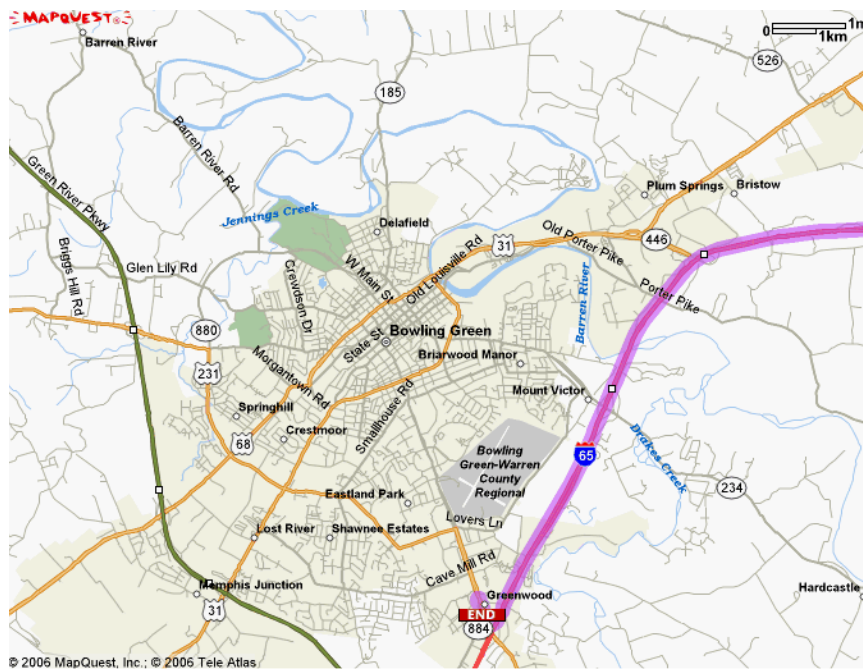 MAPQUEST
Barren River
0
1m
1km
526
185
Barren River Rd
Green River Pkwy
Jennings Creek
Plum Springs
Bristow
Delafield
Old Louisville Rd
31
Old Porter Pike
446
Briggs Hill Rd
Glen Lily Rd
W Main St
Crewdson Dr
Porter Pike
Barren River
880
State St
Bowling Green
231
Morgantown Rd
Briarwood Manor
Mount Victor
Springhill
Smallhouse Rd
68
Crestmoor
Drakes Creek
Bowling
Green-Warren
County
Regional
65
234
Eastland Park
Lovers Ln
Lost River
Shawnee Estates
Cave Mill Rd
Memphis Junction
Greenwood
Hardcastle
31
END
884
© 2006 MapQuest, Inc.; © 2006 Tele Atlas